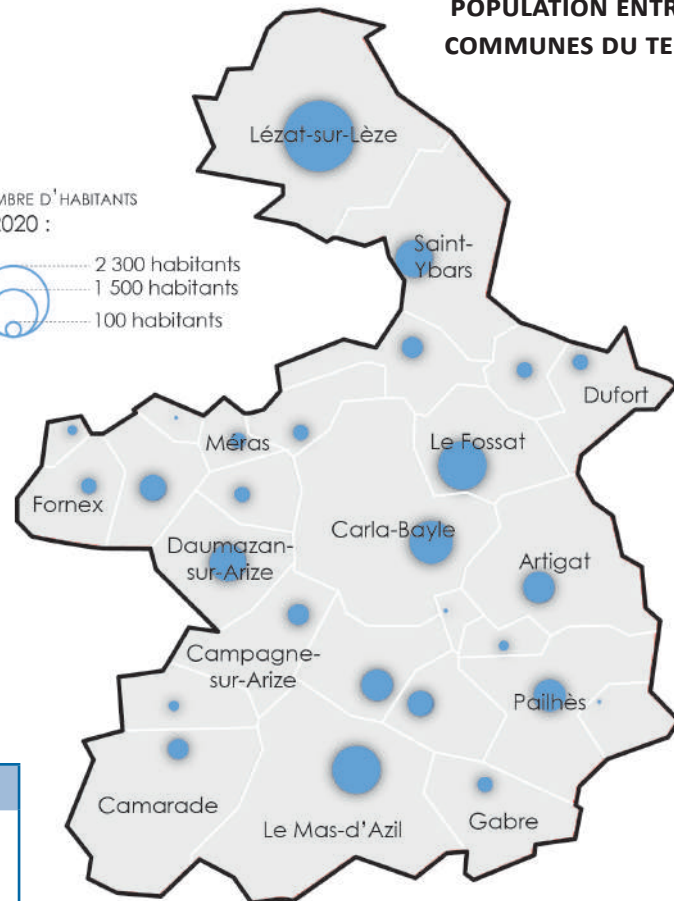 POPULATION ENTR
COMMUNES DU TE
Lézat-sur-Lèze
MBRE D'HABITANTS
2020 :
2 300 habitants
1 500 habitants
100 habitants
Saint-
Ybars
Dufort
Méras
Le Fossat
Fornex
Carla-Bayle
Daumazan-
sur-Arize
Artigat
Campagne-
sur-Arize
Pailhès
Camarade
Le Mas-d'Azil
Gabre